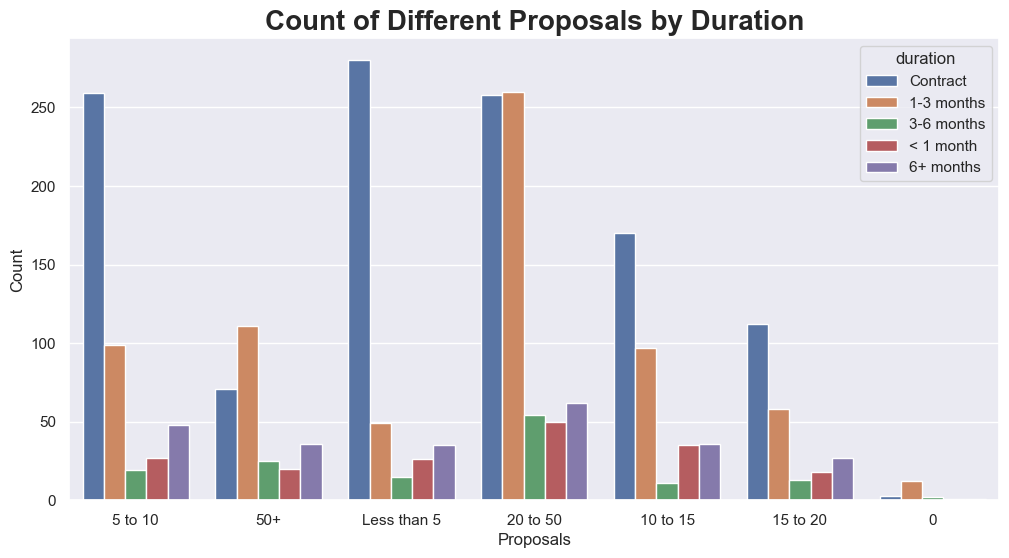 Count of Different Proposals by Duration
duration
Contract
1-3 months
3-6 months
< 1 month
6+ months
Count
250
200
150
100
50
0
5 to 10
50+
Less than 5
20 to 50
10 to 15
15 to 20
0
Proposals